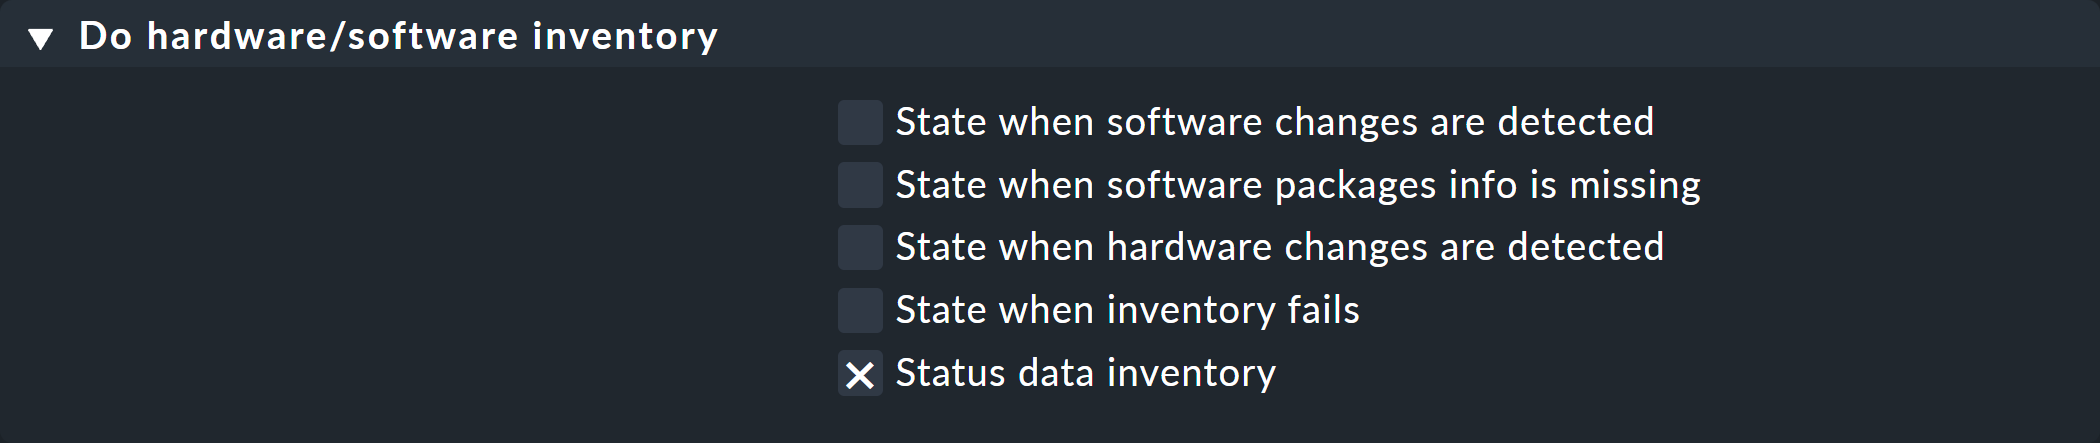 Do hardware/software inventory
State when software changes are detected
State when software packages info is missing
State when hardware changes are detected
State when inventory fails
Status data inventory